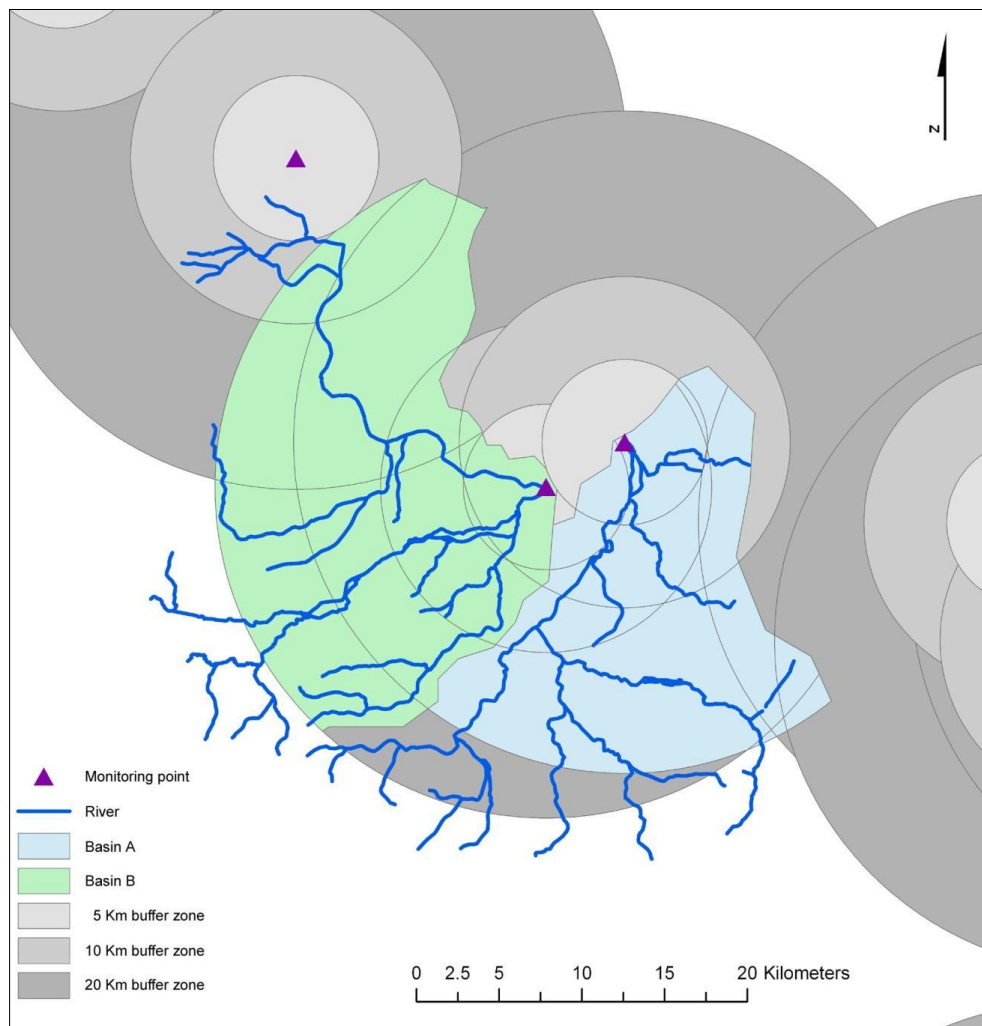 N
Monitoring point
River
Basin A
Basin B
5 Km buffer zone
10 Km buffer zone
20 Km buffer zone
0 2.5 5 10 15 20 Kilometers